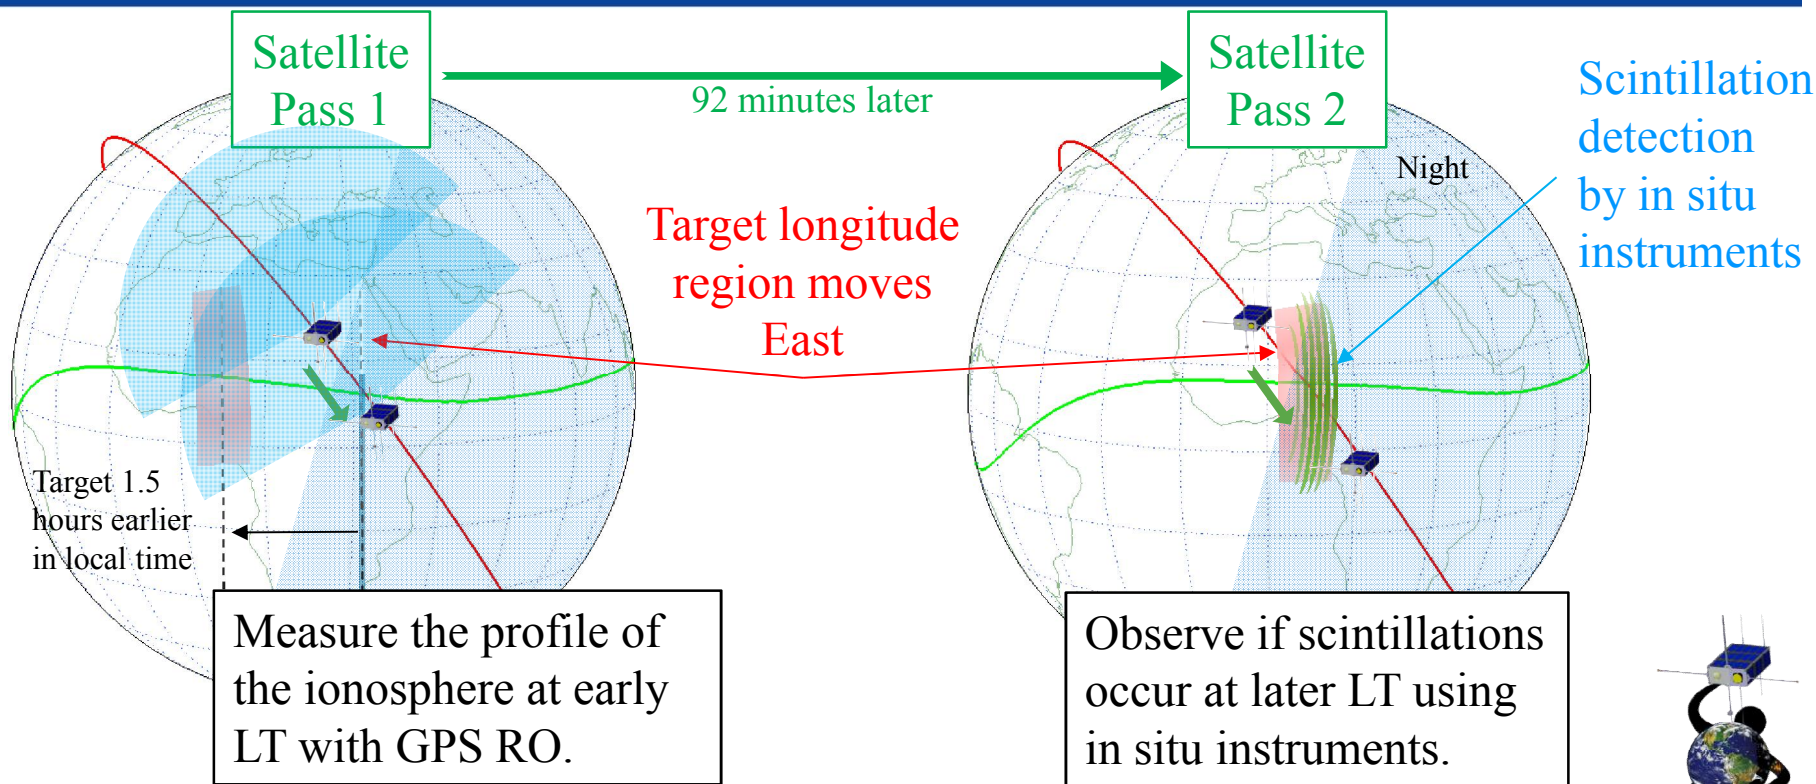 Satellite
Pass 1
92 minutes later
Satellite
Pass 2
Scintillation
detection
by in situ
instruments
Night
Target longitude
region moves
East
Target 1.5
hours earlier
in local time
Measure the profile of
the ionosphere at early
LT with GPS RO.
Observe if scintillations
occur at later LT using
in situ instruments.